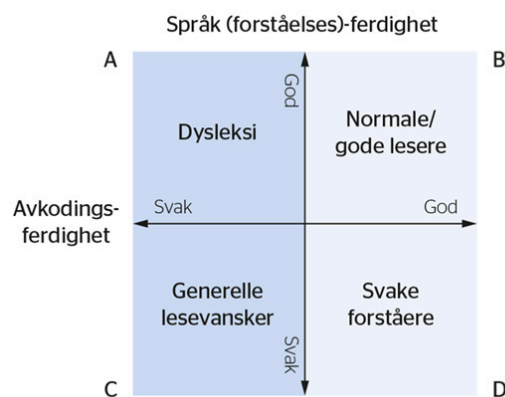 Språk (forståelses)-ferdighet
A
B
God
Dysleksi
Normale/
gode lesere
Avkodings-
ferdighet
Svak
God
Generelle
lesevansker
Svake
forståere
Svak
C
D